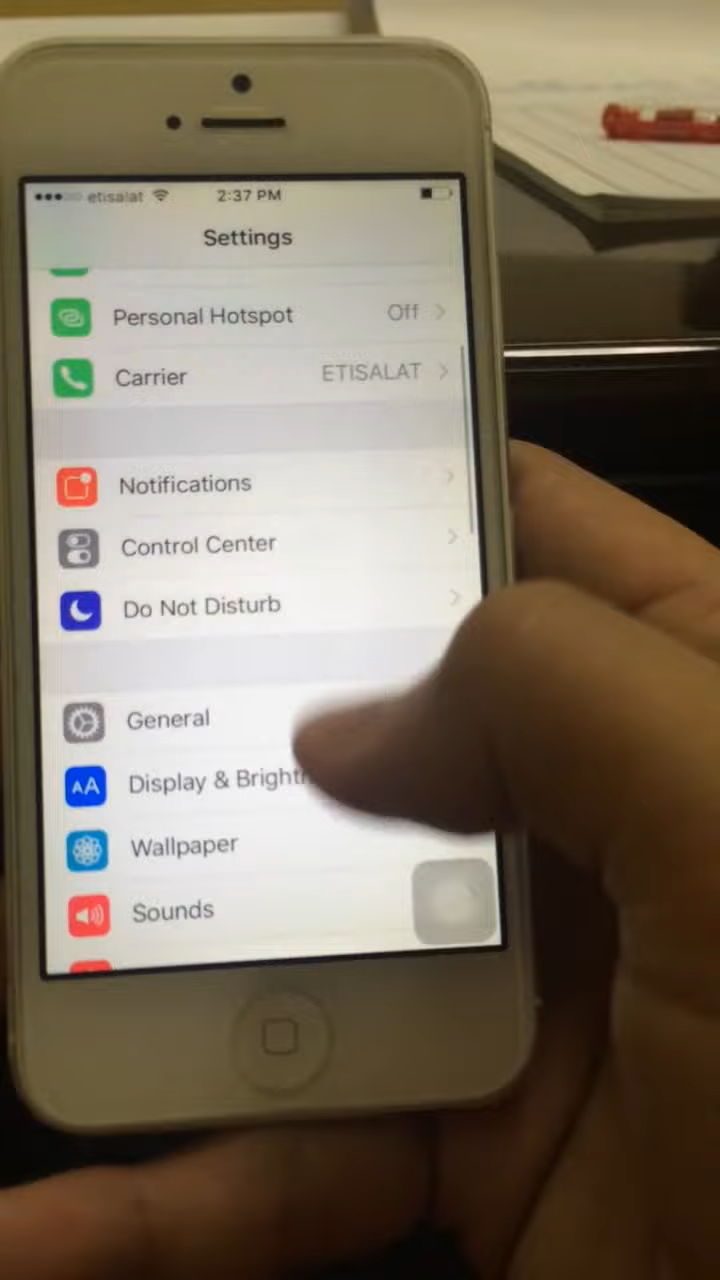 etisalat 2:37 PM
Settings
Personal Hotspot Off
Carrier ETISALAT
Notifications
Control Center
Do Not Disturb
General
AA Display & Bright
Wallpaper
Sounds